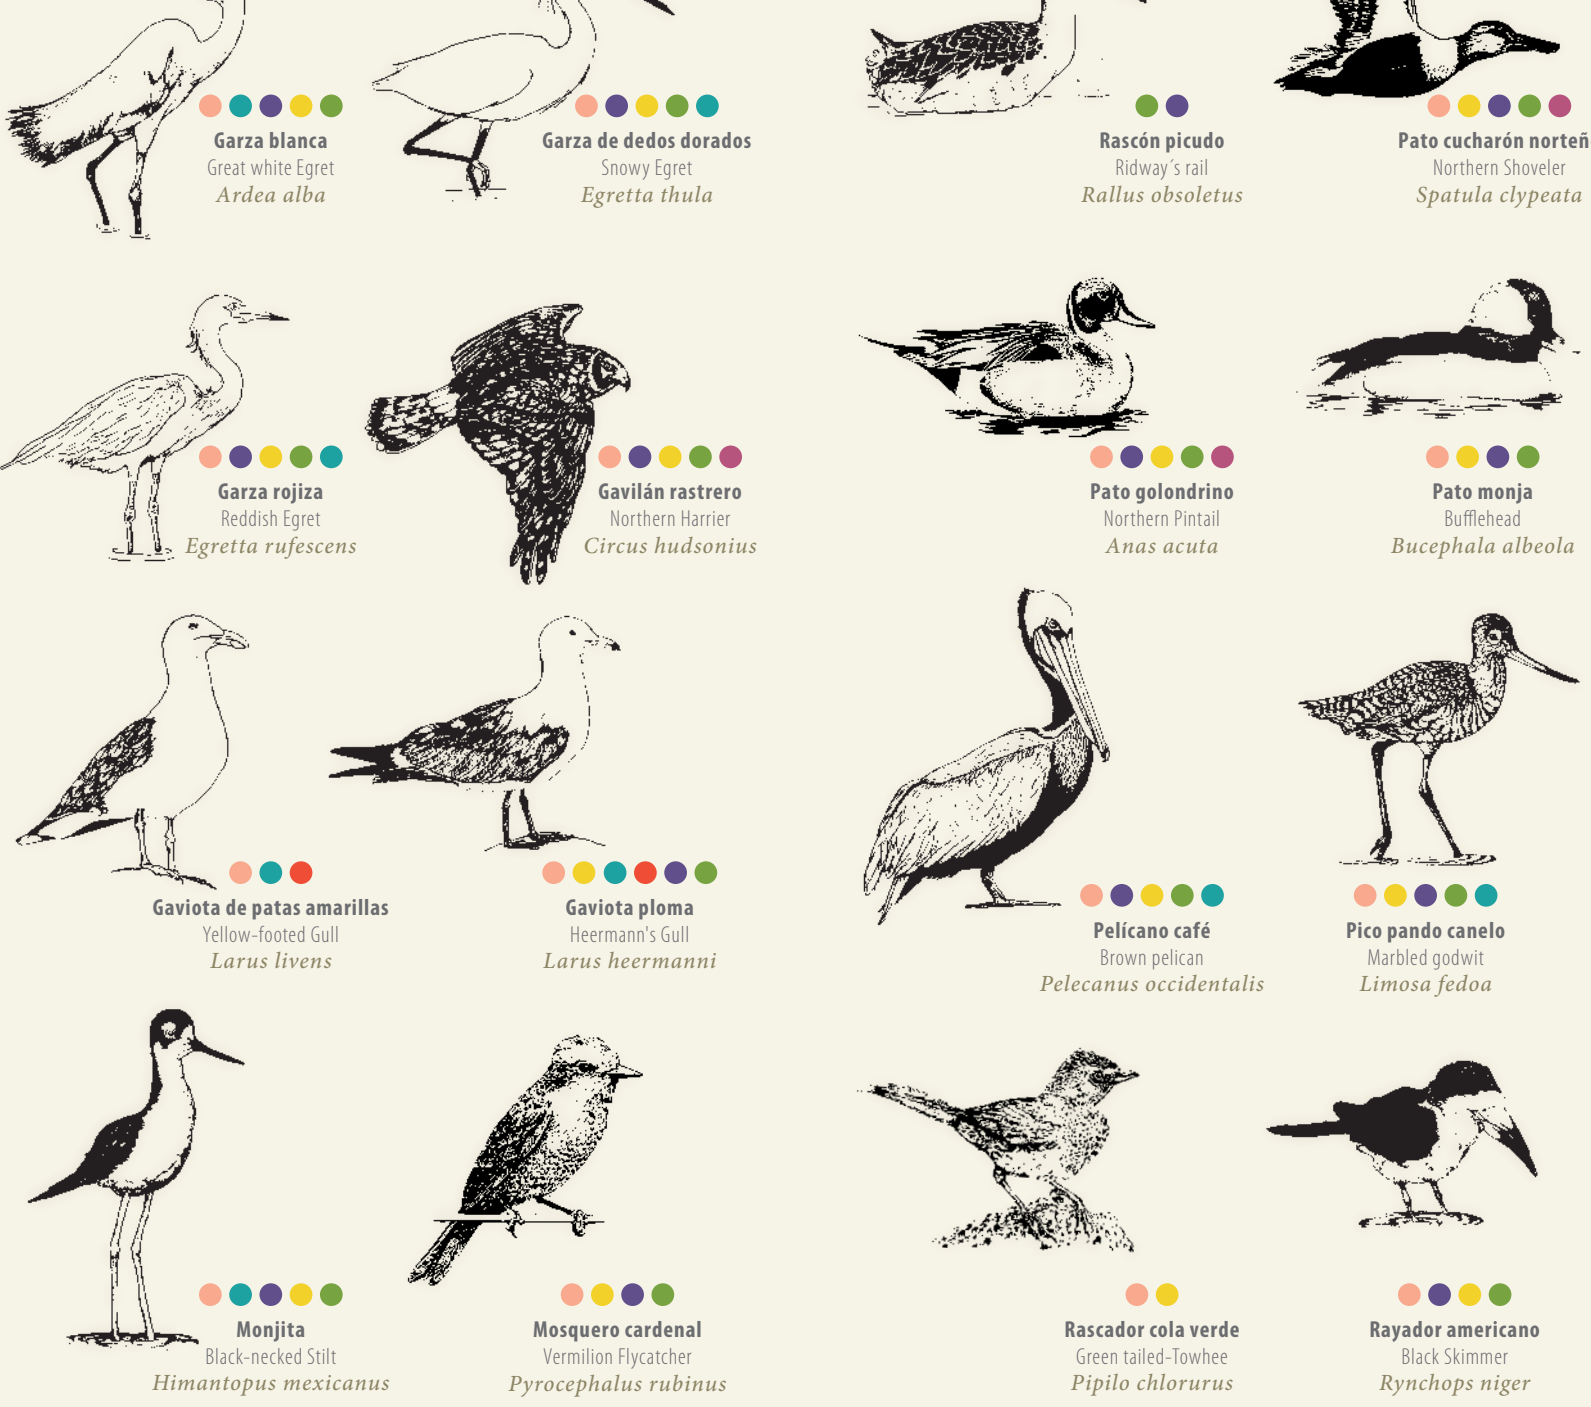 Garza blanca
Great white Egret
Ardea alba
Garza de dedos dorados
Snowy Egret
Egretta thula
Rascón picudo
Ridway´s rail
Rallus obsoletus
Pato cucharón norteñ
Northern Shoveler
Spatula clypeata
Garza rojiza
Reddish Egret
Egretta rufescens
Gavilán rastrero
Northern Harrier
Circus hudsonius
Pato golondrino
Northern Pintail
Anas acuta
Pato monja
Bufflehead
Bucephala albeola
Gaviota de patas amarillas
Yellow-footed Gull
Larus livens
Gaviota ploma
Heermann's Gull
Larus heermanni
Pelícano café
Brown pelican
Pelecanus occidentalis
Pico pando canelo
Marbled godwit
Limosa fedoa
Monjita
Black-necked Stilt
Himantopus mexicanus
Mosquero cardenal
Vermilion Flycatcher
Pyrocephalus rubinus
Rascador cola verde
Green tailed-Towhee
Pipilo chlorurus
Rayador americano
Black Skimmer
Rynchops niger